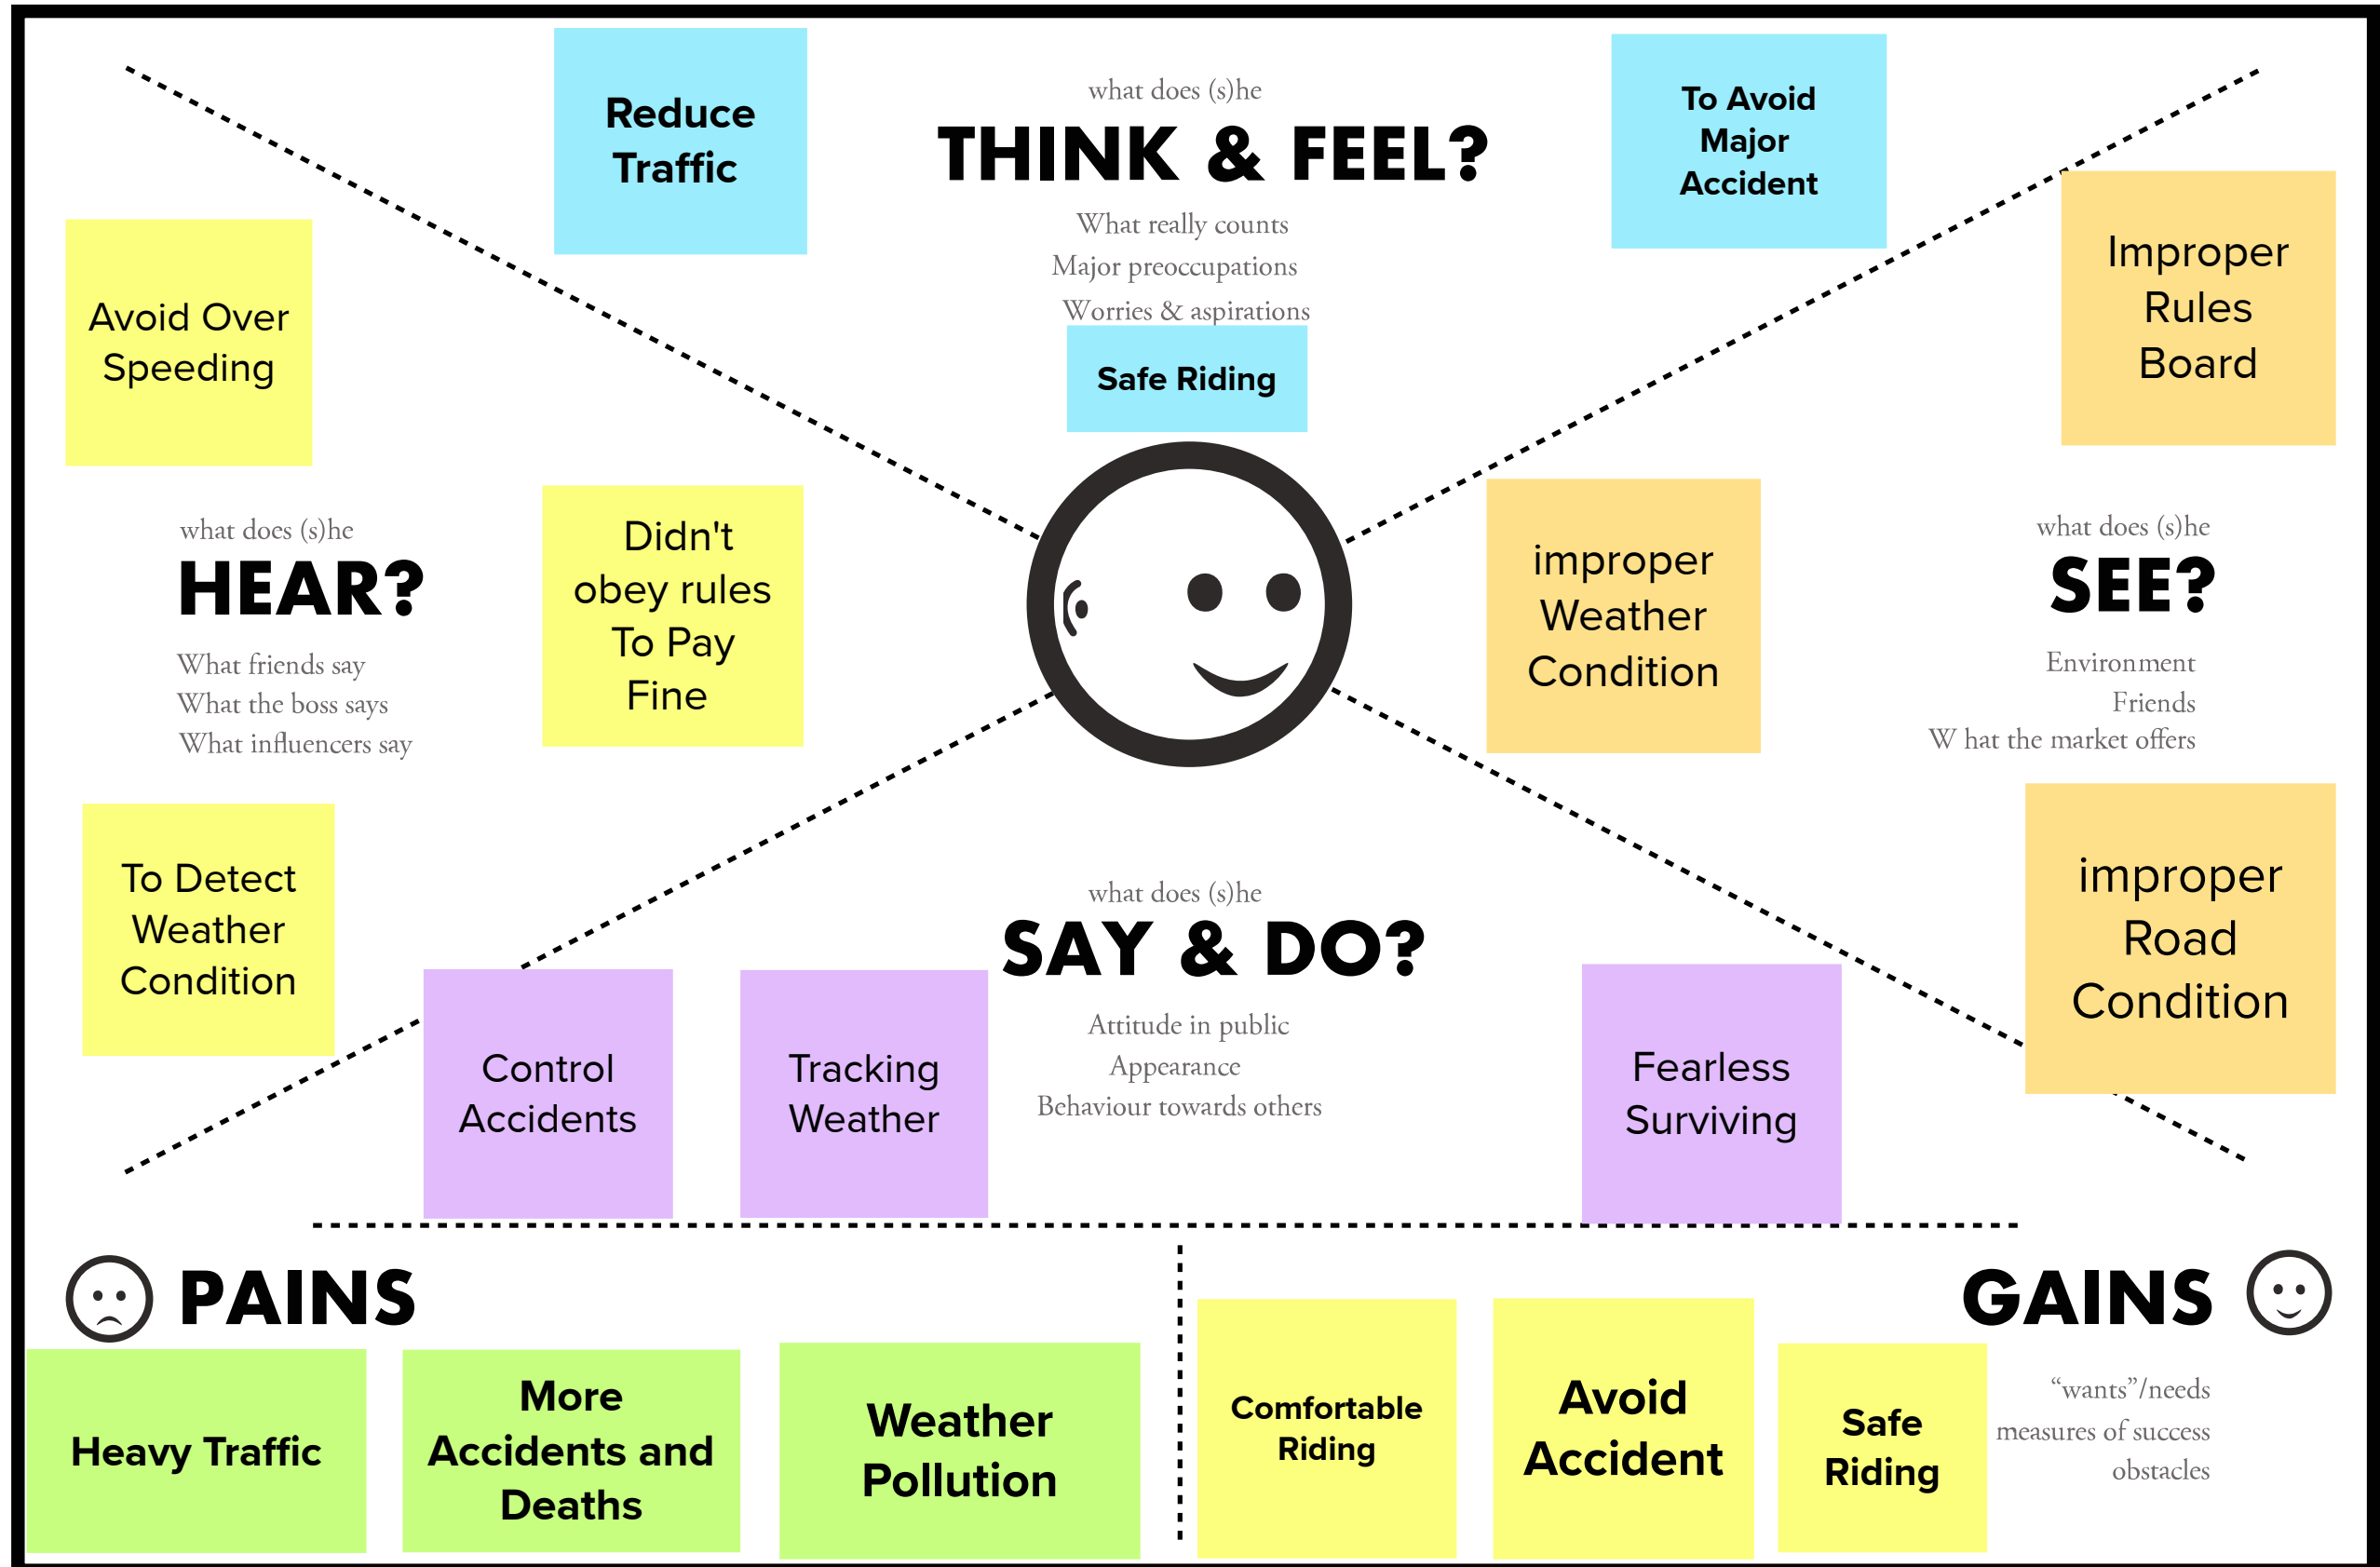 Reduce
Traffic
what does (s)he
THINK & FEEL?
What really counts
Major preoccupations
Worries & aspirations
Safe Riding
To Avoid
Major
Accident
Avoid Over
Speeding
what does (s)he
HEAR?
What friends say
What the boss says
What influencers say
Didn't
obey rules
To Pay
Fine
To Detect
Weather
Condition
Improper
Rules
Board
improper
Weather
Condition
what does (s)he
SEE?
Environment
Friends
W hat the market offers
improper
Road
Condition
what does (s)he
SAY & DO?
Attitude in public
Appearance
Behaviour towards others
Control
Accidents
Tracking
Weather
Fearless
Surviving
PAINS
Heavy Traffic
More
Accidents and
Deaths
Weather
Pollution
GAINS
Comfortable
Riding
Avoid
Accident
Safe
Riding
“wants”/needs
measures of success
obstacles